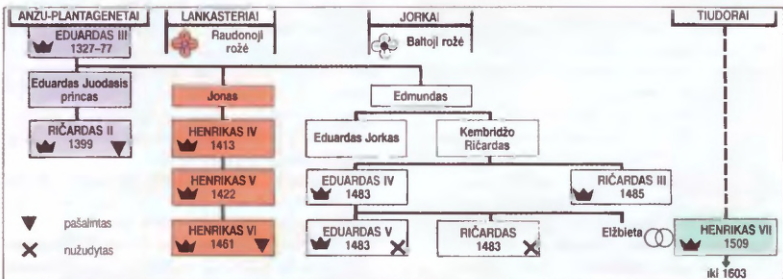 ANŽU-PLANTAGENETAI
LANKASTERIAI
JORKAI
TIUDORAI
EDUARDAS III
1327–77
Raudonoji
rožė
Baltoji rožė
Eduardas Juodasis
princas
Jonas
Edmundas
RIČARDAS II
1399
HENRIKAS IV
1413
Eduardas Jorkas
Kembridžo
Ričardas
HENRIKAS V
1422
EDUARDAS IV
1483
RIČARDAS III
1485
pašalintas
nužudytas
HENRIKAS VI
1461
EDUARDAS V
1483
RIČARDAS
1483
Elžbieta
HENRIKAS VII
1509
iki 1603